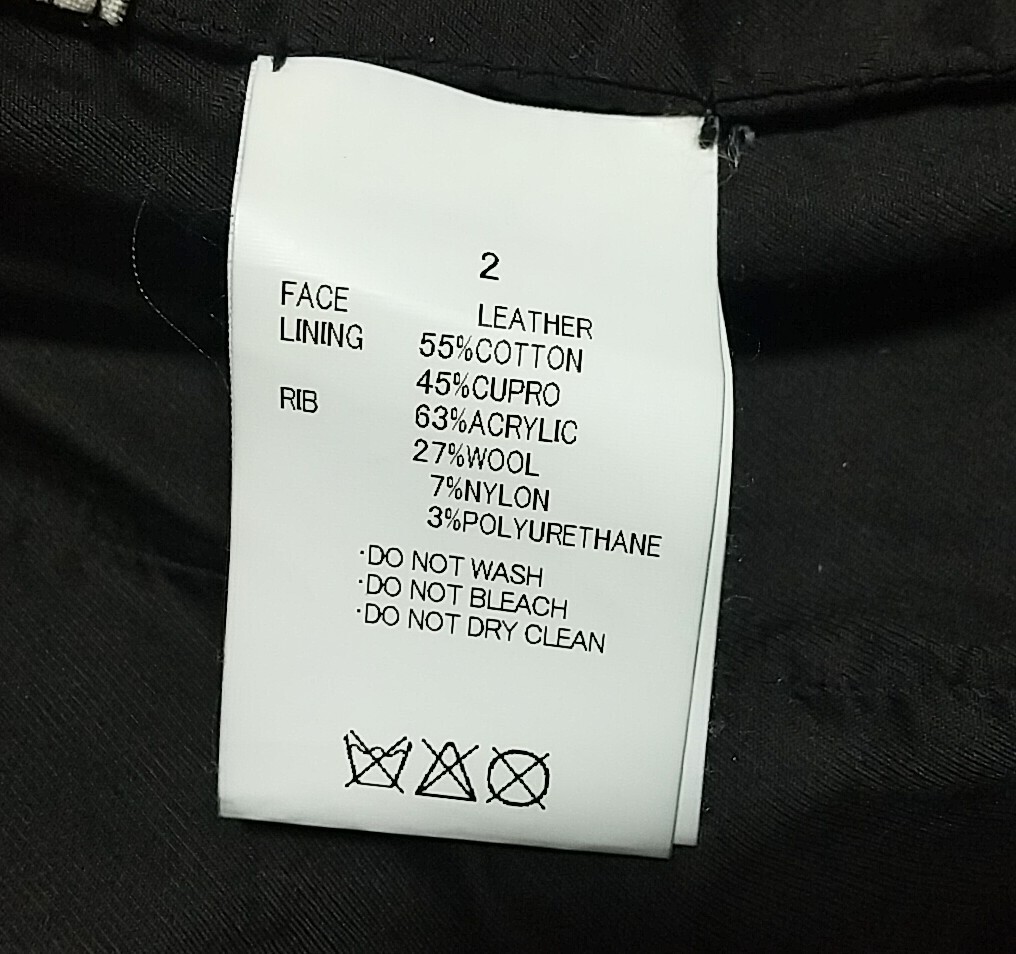 2
FACE LEATHER
LINING 55%COTTON
45%CUPRO
RIB 63%ACRYLIC
27%WOOL
7%NYLON
3%POLYURETHANE
·DO NOT WASH
·DO NOT BLEACH
·DO NOT DRY CLEAN